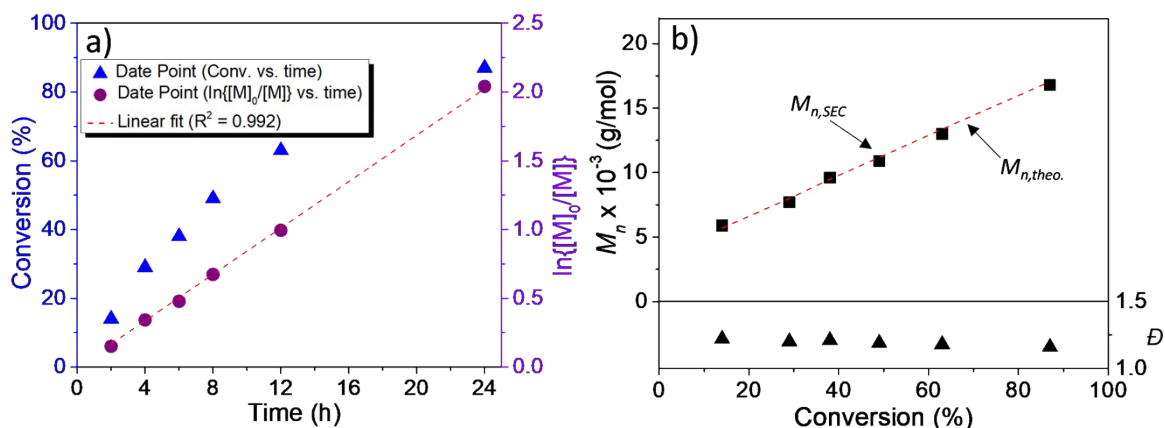 a)
Date Point (Conv. vs. time)
Date Point (ln{[M]₀/[M]} vs. time)
Linear fit (R² = 0.992)
Conversion (%)
100
80
60
40
20
0
0 4 8 12 16 20 24
Time (h)
2.5
2.0
1.5
1.0
0.5
0.0
ln{[M]₀/[M]}
b)
Mₙ x 10⁻³ (g/mol)
20
15
10
5
0
Mₙ,SEC
Mₙ,theo.
1.5
1.0
Đ
0 20 40 60 80 100
Conversion (%)